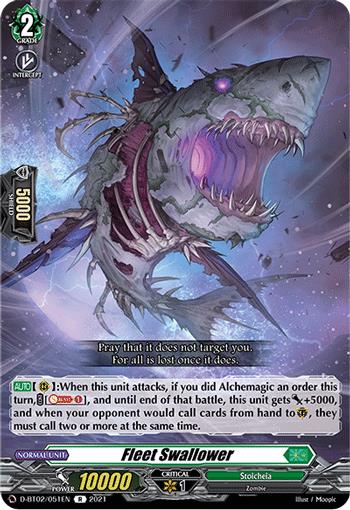 2
GRADE
INTERCEPT
5000
SHIELD
Pray that it does not target you.
For all is lost once it does.
AUTO[ ]:When this unit attacks, if you did Alchemagic an order this
turn, [ 1], and until end of that battle, this unit gets +5000,
and when your opponent would call cards from hand to , they
must call two or more at the same time.
NORMAL UNIT
Fleet Swallower
POWER 10000
CRITICAL
1
Stoicheia
Zombie
D-BT02/051EN R 2021
Illust / Moopic